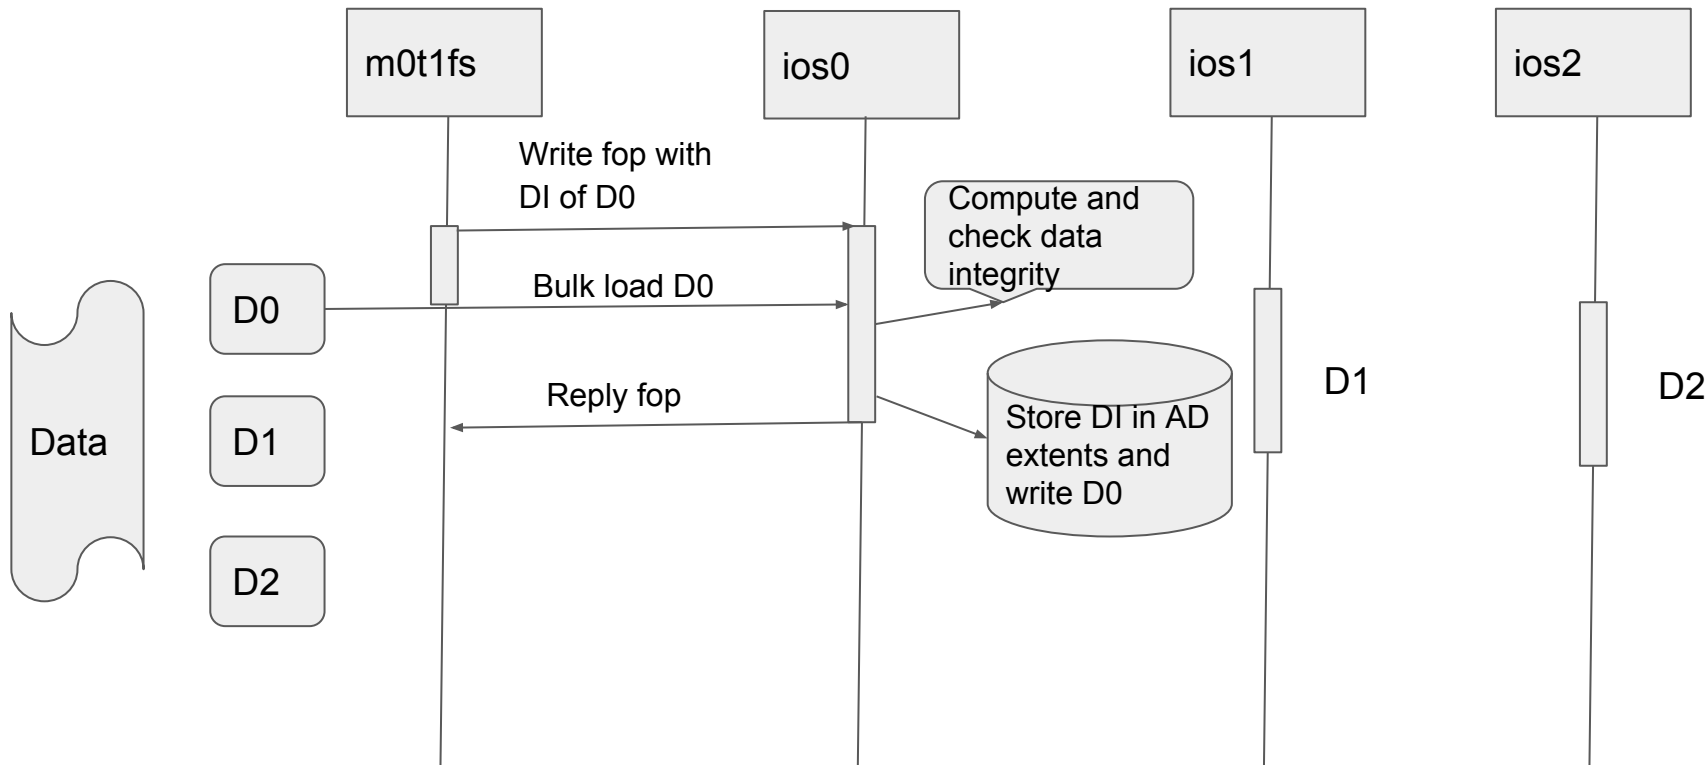 m0t1fs
ios0
ios1
ios2
Write fop with
DI of D0
Compute and
check data
integrity
Bulk load D0
D0
Reply fop
D1
D2
Store DI in AD
extents and
write D0
Data
D1
D2